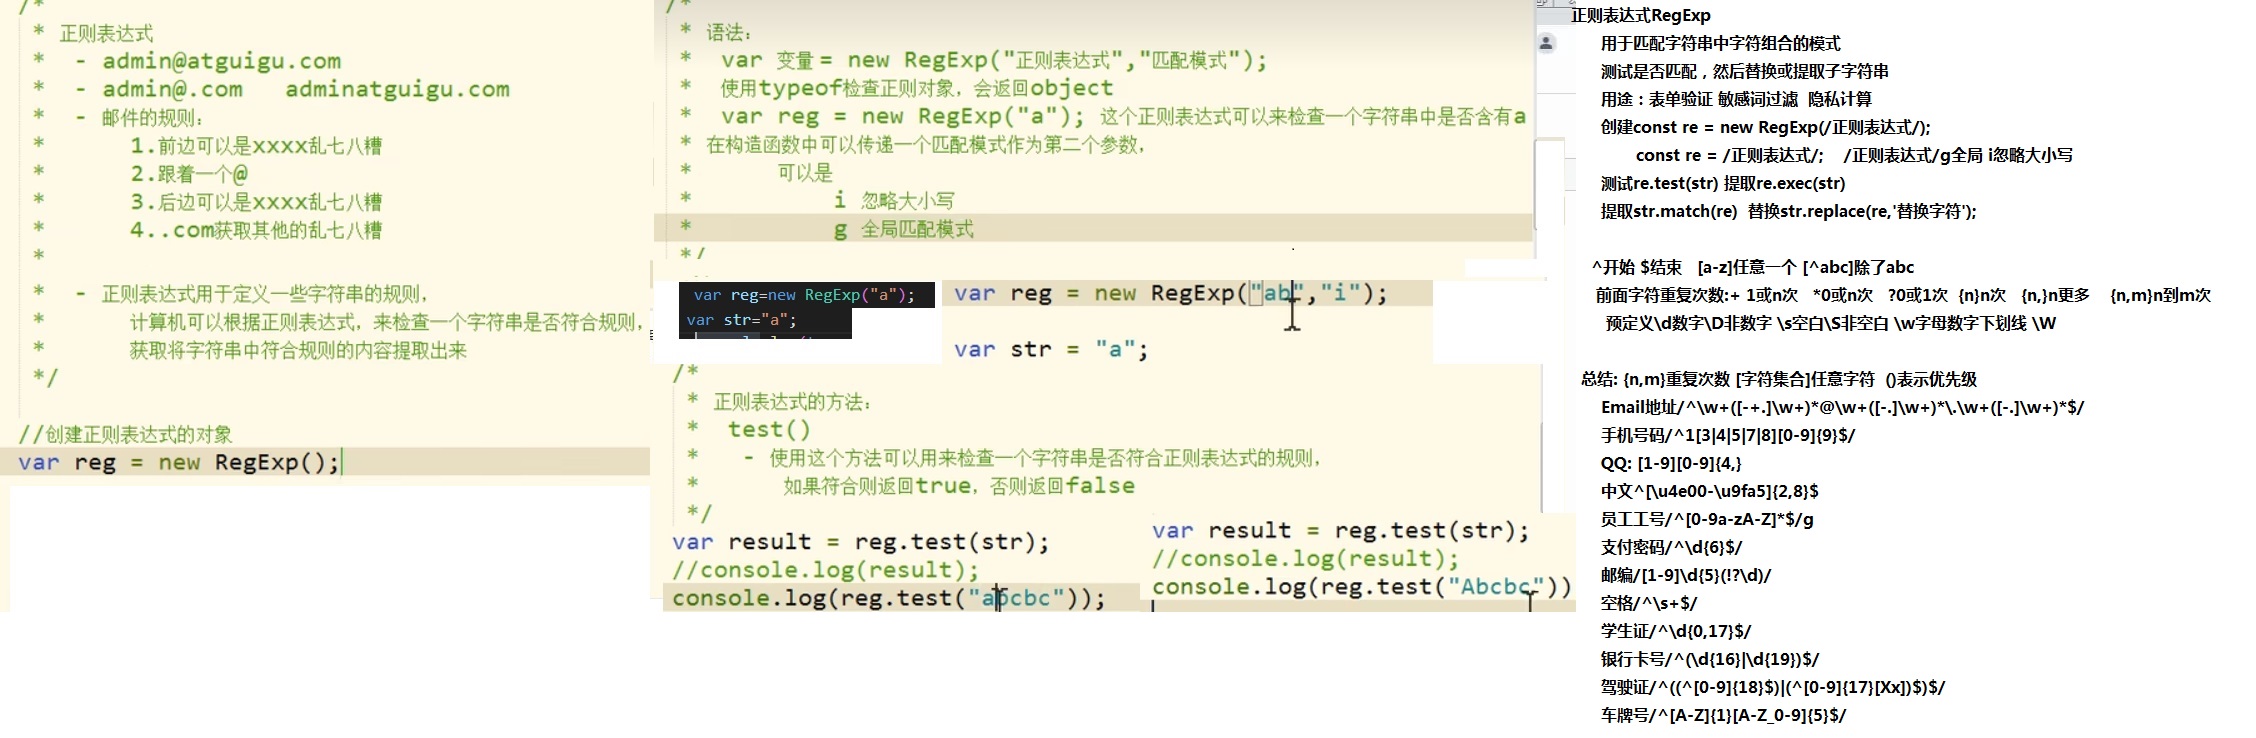 /*
* 正则表达式
* - admin@atguigu.com
* - admin@.com adminatguigu.com
* - 邮件的规则：
* 1.前边可以是xxxx乱七八糟
* 2.跟着一个@
* 3.后边可以是xxxx乱七八糟
* 4..com获取其他的乱七八糟
*
* - 正则表达式用于定义一些字符串的规则，
* 计算机可以根据正则表达式，来检查一个字符串是否符合规则，
* 获取将字符串中符合规则的内容提取出来
*/
//创建正则表达式的对象
var reg = new RegExp();
/*
* 语法：
* var 变量 = new RegExp("正则表达式","匹配模式");
* 使用typeof检查正则对象，会返回object
* var reg = new RegExp("a"); 这个正则表达式可以来检查一个字符串中是否含有a
* 在构造函数中可以传递一个匹配模式作为第二个参数，
* 可以是
* i 忽略大小写
* g 全局匹配模式
*/
var reg=new RegExp("a");
var str="a";
var reg = new RegExp("ab","i");
var str = "a";
/*
* 正则表达式的方法：
* test()
* - 使用这个方法可以用来检查一个字符串是否符合正则表达式的规则，
* 如果符合则返回true，否则返回false
*/
var result = reg.test(str);
//console.log(result);
console.log(reg.test("abcbc"));
var result = reg.test(str);
//console.log(result);
console.log(reg.test("Abcbc"))
正则表达式RegExp
用于匹配字符串中字符组合的模式
测试是否匹配，然后替换或提取子字符串
用途：表单验证 敏感词过滤 隐私计算
创建const re = new RegExp(/正则表达式/);
const re = /正则表达式/; /正则表达式/g全局 i忽略大小写
测试re.test(str) 提取re.exec(str)
提取str.match(re) 替换str.replace(re,'替换字符');
^开始 $结束 [a-z]任意一个 [^abc]除了abc
前面字符重复次数:+ 1或n次 *0或n次 ?0或1次 {n}n次 {n,}n更多 {n,m}n到m次
预定义\d数字\D非数字 \s空白\S非空白 \w字母数字下划线 \W
总结: {n,m}重复次数 [字符集合]任意字符 ()表示优先级
Email地址/^\w+([-+.]\w+)*@\w+([-.]\w+)*\.\w+([-.]\w+)*$/
手机号码/^1[3|4|5|7|8][0-9]{9}$/
QQ: [1-9][0-9]{4,}
中文^[\u4e00-\u9fa5]{2,8}$
员工工号/^[0-9a-zA-Z]*$/g
支付密码/^\d{6}$/
邮编/[1-9]\d{5}(!?\d)/
空格/^\s+$/
学生证/^\d{0,17}$/
银行卡号/^(\d{16}|\d{19})$/
驾驶证/^((^[0-9]{18}$)|(^[0-9]{17}[Xx])$)$/
车牌号/^[A-Z]{1}[A-Z_0-9]{5}$/